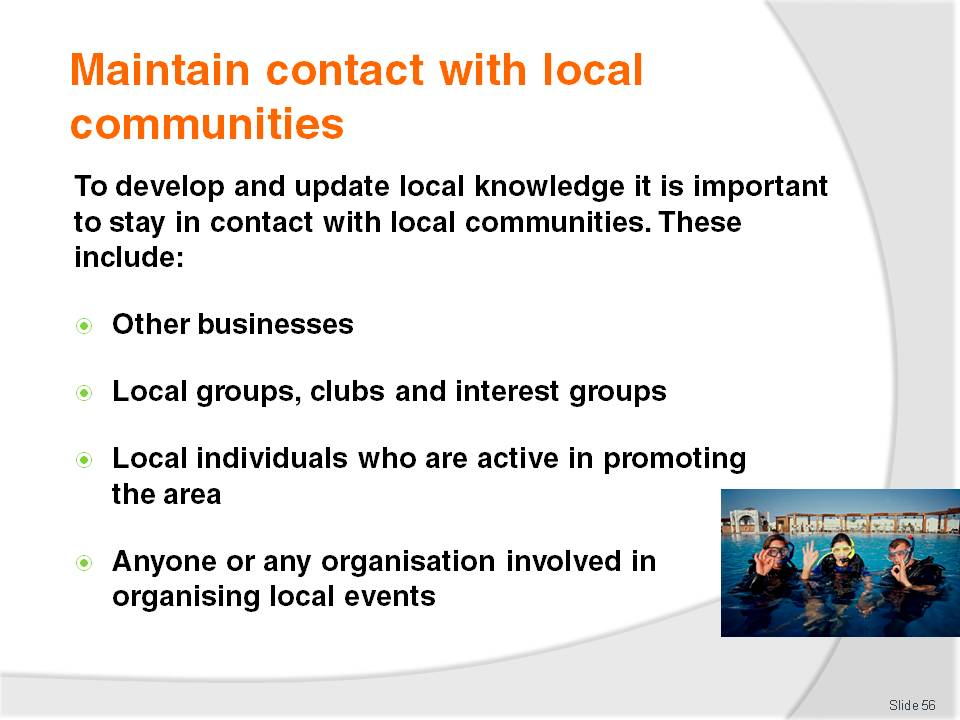 Maintain contact with local
communities
To develop and update local knowledge it is important
to stay in contact with local communities. These
include:
Other businesses
Local groups, clubs and interest groups
Local individuals who are active in promoting
the area
Anyone or any organisation involved in
organising local events
Slide 56